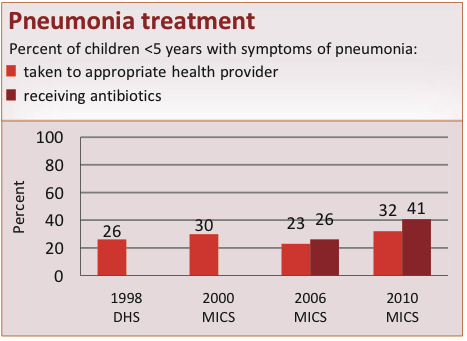 Pneumonia treatment
Percent of children <5 years with symptoms of pneumonia:
taken to appropriate health provider
receiving antibiotics
100
80
60
40
20
0
Percent
26
30
23 26
32 41
1998 2000 2006 2010
DHS MICS MICS MICS